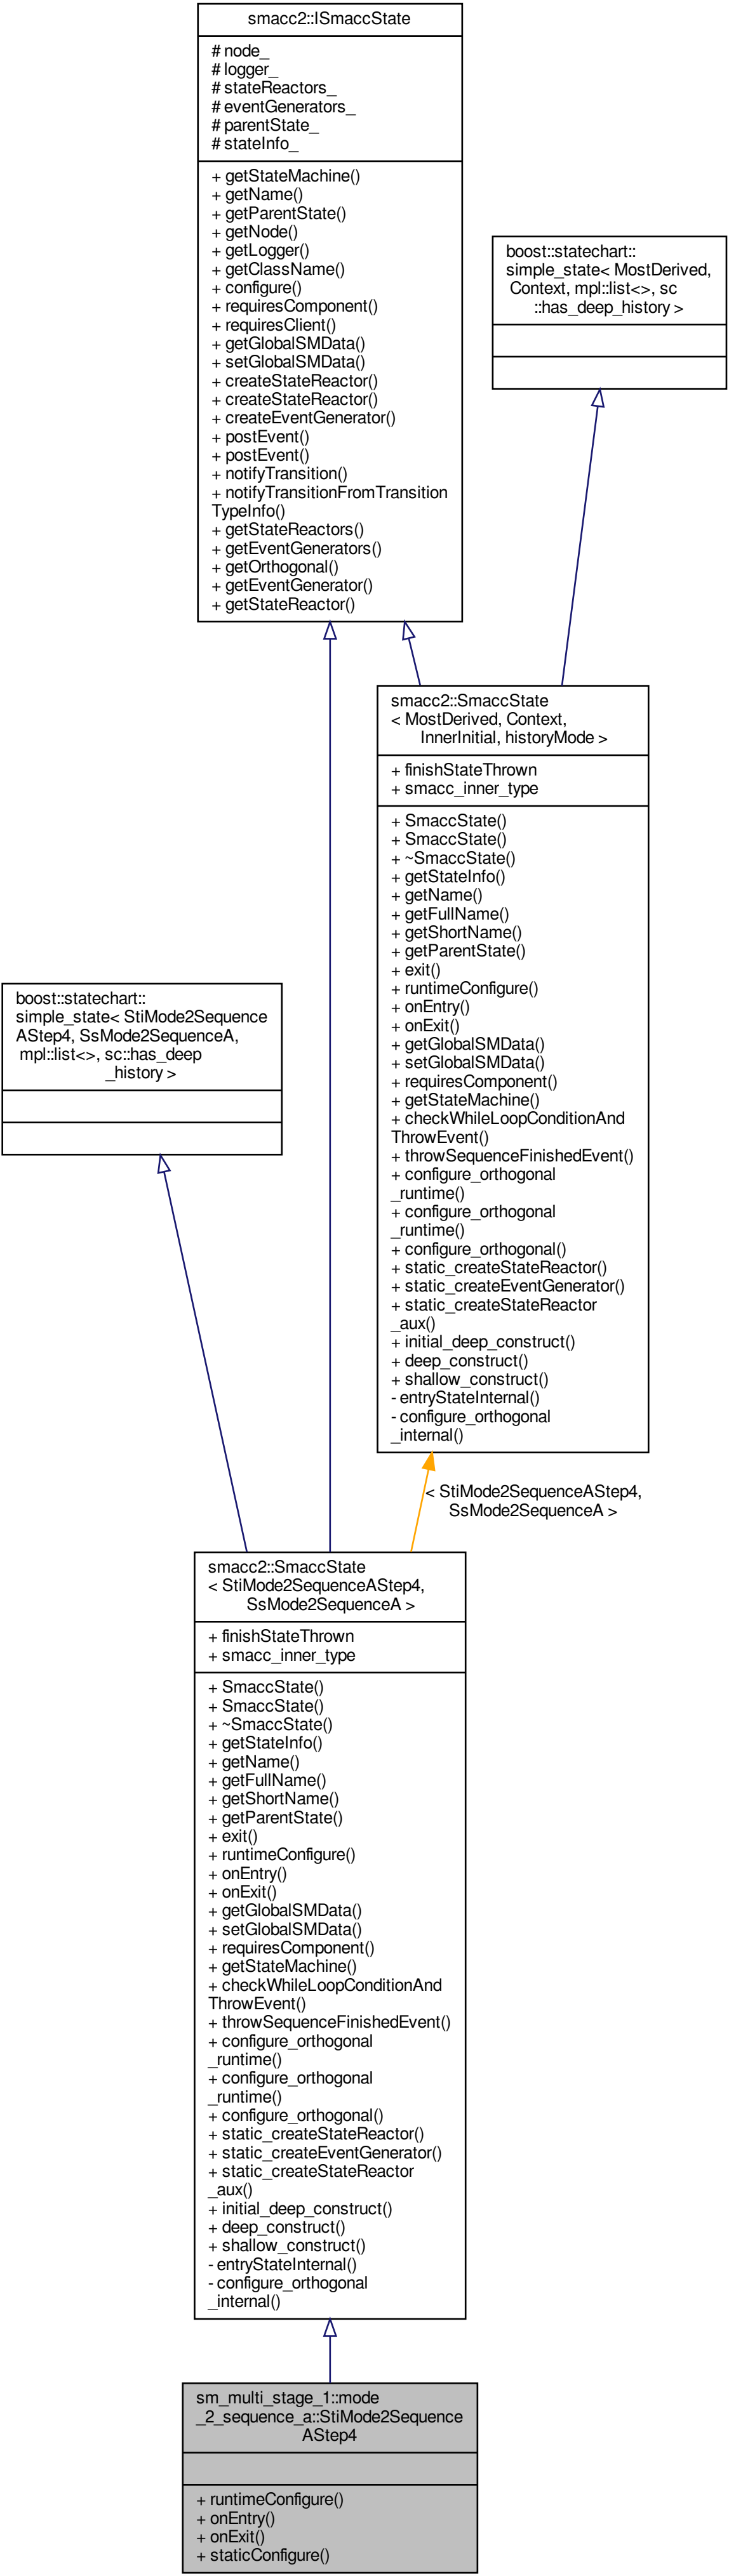 smacc2::ISmaccState
# node_
# logger_
# stateReactors_
# eventGenerators_
# parentState_
# stateInfo_
+ getStateMachine()
+ getName()
+ getParentState()
+ getNode()
+ getLogger()
+ getClassName()
+ configure()
+ requiresComponent()
+ requiresClient()
+ getGlobalSMData()
+ setGlobalSMData()
+ createStateReactor()
+ createStateReactor()
+ createEventGenerator()
+ postEvent()
+ postEvent()
+ notifyTransition()
+ notifyTransitionFromTransition
TypeInfo()
+ getStateReactors()
+ getEventGenerators()
+ getOrthogonal()
+ getEventGenerator()
+ getStateReactor()
boost::statechart::
simple_state< MostDerived,
Context, mpl::list<>, sc
::has_deep_history >
smacc2::SmaccState
< MostDerived, Context,
InnerInitial, historyMode >
+ finishStateThrown
+ smacc_inner_type
+ SmaccState()
+ SmaccState()
+ ~SmaccState()
+ getStateInfo()
+ getName()
+ getFullName()
+ getShortName()
+ getParentState()
+ exit()
+ runtimeConfigure()
+ onEntry()
+ onExit()
+ getGlobalSMData()
+ setGlobalSMData()
+ requiresComponent()
+ getStateMachine()
+ checkWhileLoopConditionAnd
ThrowEvent()
+ throwSequenceFinishedEvent()
+ configure_orthogonal
_runtime()
+ configure_orthogonal
_runtime()
+ configure_orthogonal()
+ static_createStateReactor()
+ static_createEventGenerator()
+ static_createStateReactor
_aux()
+ initial_deep_construct()
+ deep_construct()
+ shallow_construct()
- entryStateInternal()
- configure_orthogonal
_internal()
boost::statechart::
simple_state< StiMode2Sequence
AStep4, SsMode2SequenceA,
mpl::list<>, sc::has_deep
_history >
< StiMode2SequenceAStep4,
SsMode2SequenceA >
smacc2::SmaccState
< StiMode2SequenceAStep4,
SsMode2SequenceA >
+ finishStateThrown
+ smacc_inner_type
+ SmaccState()
+ SmaccState()
+ ~SmaccState()
+ getStateInfo()
+ getName()
+ getFullName()
+ getShortName()
+ getParentState()
+ exit()
+ runtimeConfigure()
+ onEntry()
+ onExit()
+ getGlobalSMData()
+ setGlobalSMData()
+ requiresComponent()
+ getStateMachine()
+ checkWhileLoopConditionAnd
ThrowEvent()
+ throwSequenceFinishedEvent()
+ configure_orthogonal
_runtime()
+ configure_orthogonal
_runtime()
+ configure_orthogonal()
+ static_createStateReactor()
+ static_createEventGenerator()
+ static_createStateReactor
_aux()
+ initial_deep_construct()
+ deep_construct()
+ shallow_construct()
- entryStateInternal()
- configure_orthogonal
_internal()
sm_multi_stage_1::mode
_2_sequence_a::StiMode2Sequence
AStep4
+ runtimeConfigure()
+ onEntry()
+ onExit()
+ staticConfigure()